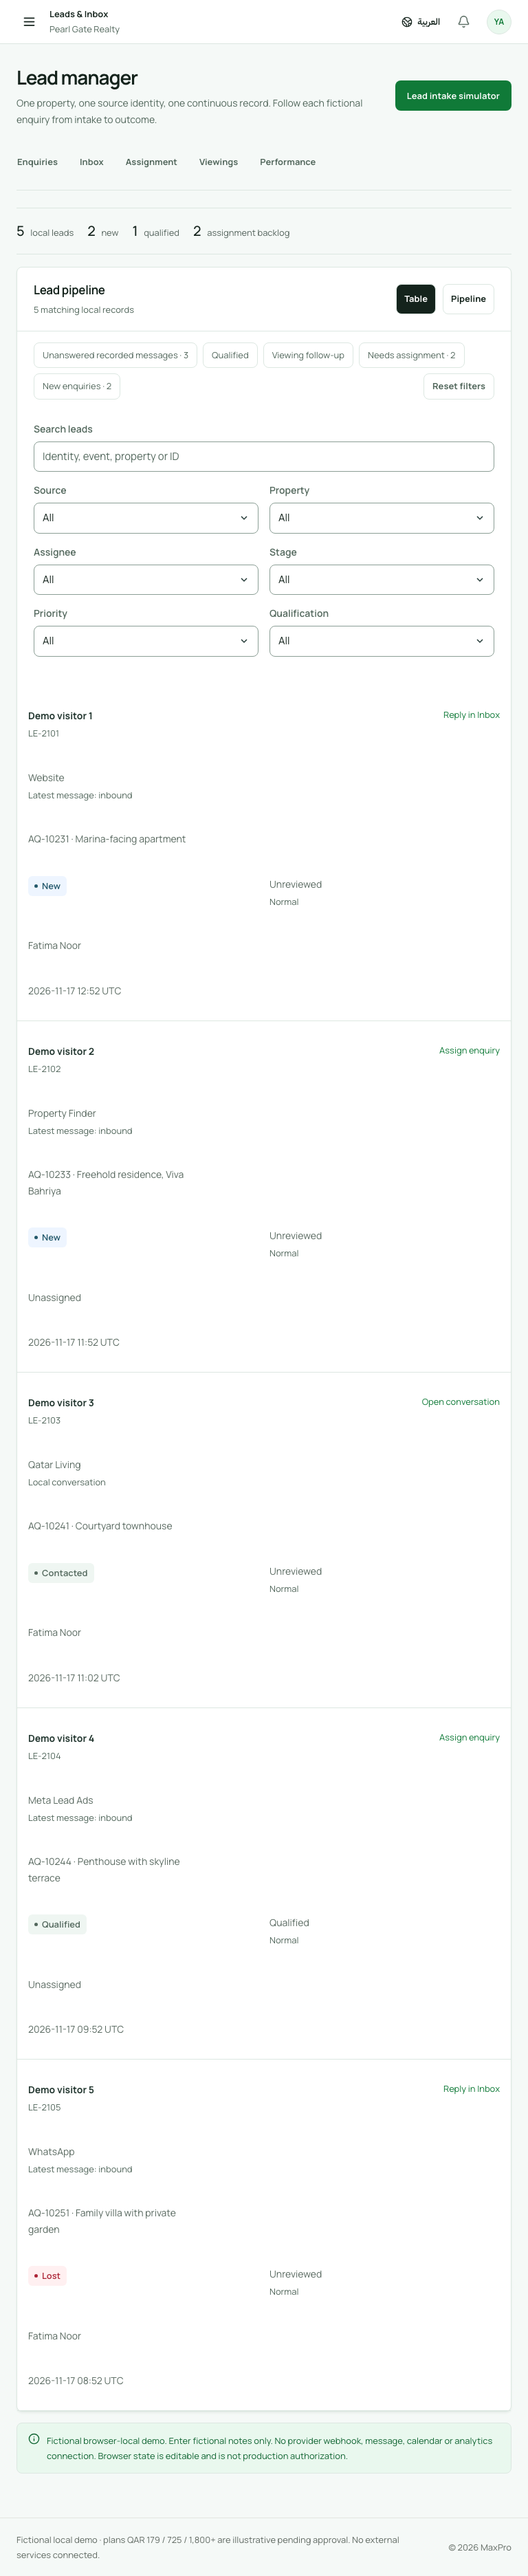 Leads & Inbox
Pearl Gate Realty
العربية
YA
Lead manager
One property, one source identity, one continuous record. Follow each fictional
enquiry from intake to outcome.
Lead intake simulator
Enquiries Inbox Assignment Viewings Performance
5 local leads 2 new 1 qualified 2 assignment backlog
Lead pipeline
5 matching local records
Table Pipeline
Unanswered recorded messages · 3 Qualified Viewing follow-up Needs assignment · 2
New enquiries · 2 Reset filters
Search leads
Identity, event, property or ID
Source Property
All All
Assignee Stage
All All
Priority Qualification
All All
Demo visitor 1 Reply in Inbox
LE-2101
Website
Latest message: inbound
AQ-10231 · Marina-facing apartment
New Unreviewed
Normal
Fatima Noor
2026-11-17 12:52 UTC
Demo visitor 2 Assign enquiry
LE-2102
Property Finder
Latest message: inbound
AQ-10233 · Freehold residence, Viva
Bahriya
New Unreviewed
Normal
Unassigned
2026-11-17 11:52 UTC
Demo visitor 3 Open conversation
LE-2103
Qatar Living
Local conversation
AQ-10241 · Courtyard townhouse
Contacted Unreviewed
Normal
Fatima Noor
2026-11-17 11:02 UTC
Demo visitor 4 Assign enquiry
LE-2104
Meta Lead Ads
Latest message: inbound
AQ-10244 · Penthouse with skyline
terrace
Qualified Qualified
Normal
Unassigned
2026-11-17 09:52 UTC
Demo visitor 5 Reply in Inbox
LE-2105
WhatsApp
Latest message: inbound
AQ-10251 · Family villa with private
garden
Lost Unreviewed
Normal
Fatima Noor
2026-11-17 08:52 UTC
Fictional browser-local demo. Enter fictional notes only. No provider webhook, message, calendar or analytics
connection. Browser state is editable and is not production authorization.
Fictional local demo · plans QAR 179 / 725 / 1,800+ are illustrative pending approval. No external
services connected.
© 2026 MaxPro